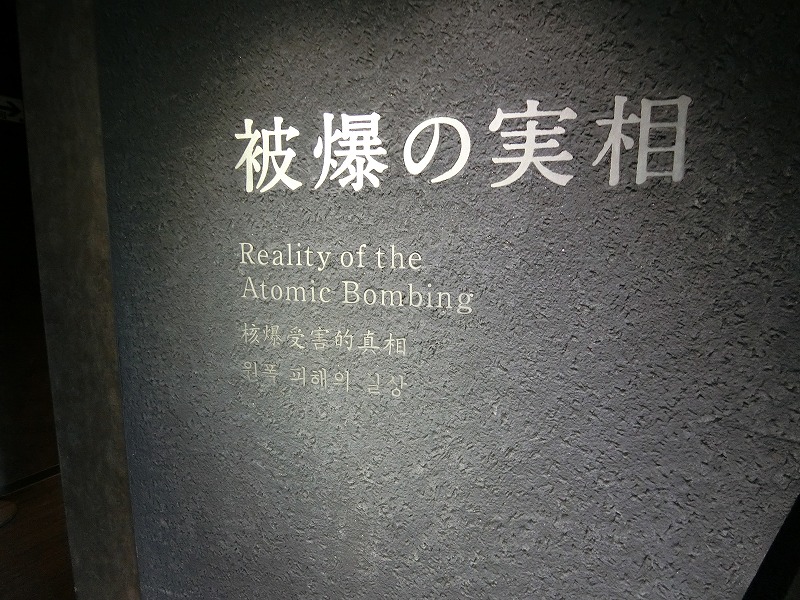 被爆の実相
Reality of the
Atomic Bombing
核爆受害的真相
원폭 피해의 실상